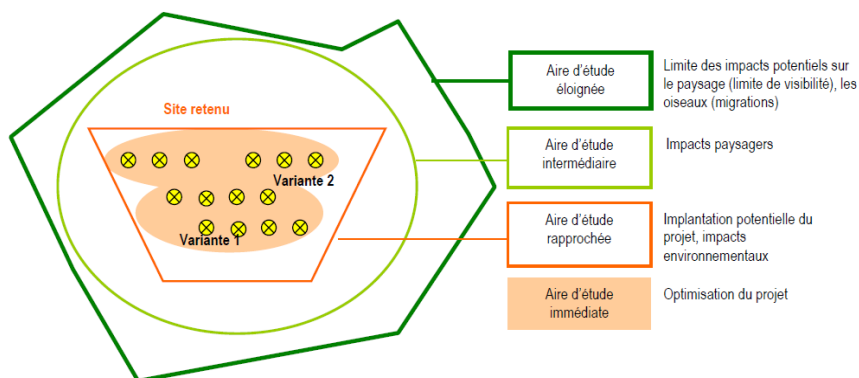 Site retenu
Variante 2
Variante 1
Aire d'étude
éloignée
Limite des impacts potentiels sur
le paysage (limite de visibilité), les
oiseaux (migrations)
Aire d'étude
intermédiaire
Impacts paysagers
Aire d'étude
rapprochée
Implantation potentielle du
projet, impacts
environnementaux
Aire d'étude
immédiate
Optimisation du projet